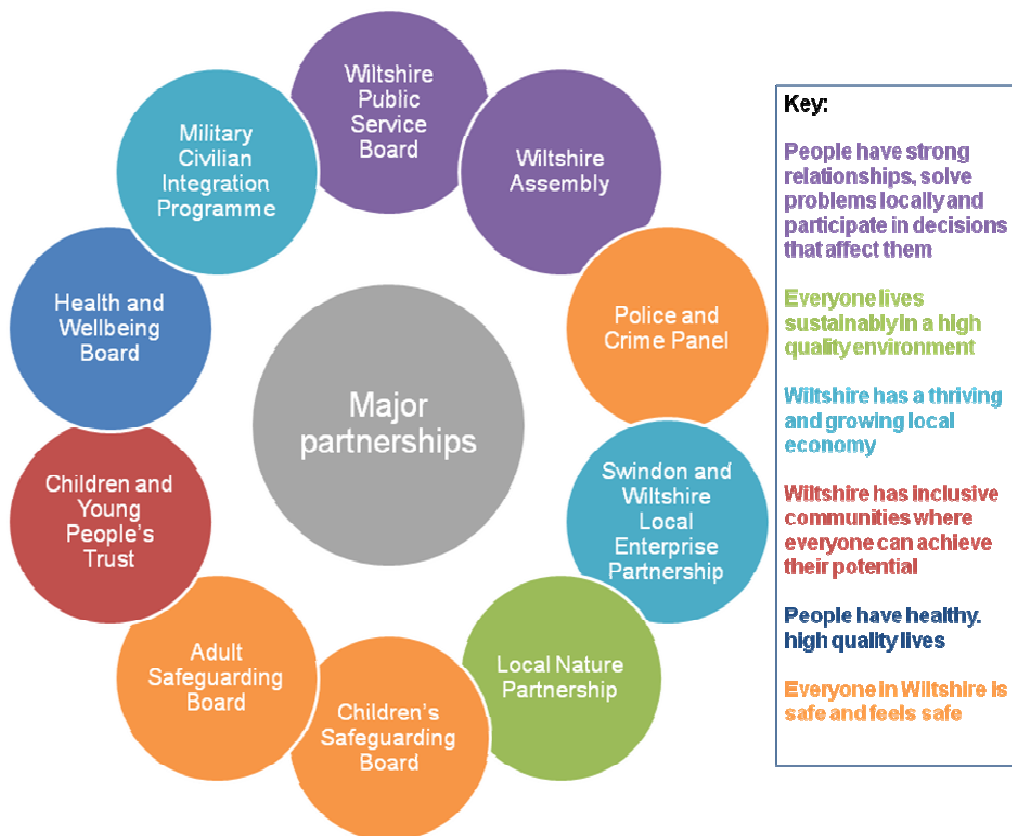 Wiltshire
Public
Service
Board
Wiltshire
Assembly
Police and
Crime Panel
Swindon and
Wiltshire
Local
Enterprise
Partnership
Local Nature
Partnership
Children's
Safeguarding
Board
Adult
Safeguarding
Board
Children and
Young
People's
Trust
Health and
Wellbeing
Board
Military
Civilian
Integration
Programme
Major
partnerships
Key:
People have strong
relationships, solve
problems locally and
participate in decisions
that affect them
Everyone lives
sustainably in a high
quality environment
Wiltshire has a thriving
and growing local
economy
Wiltshire has inclusive
communities where
everyone can achieve
their potential
People have healthy,
high quality lives
Everyone in Wiltshire is
safe and feels safe